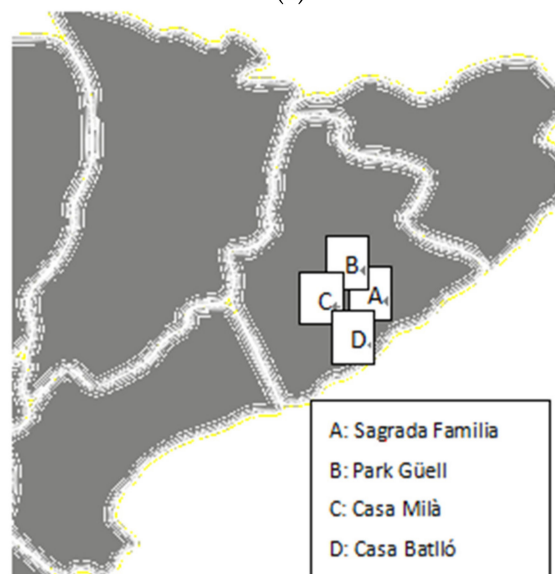 B
C A
D
A: Sagrada Familia
B: Park Güell
C: Casa Milà
D: Casa Batlló